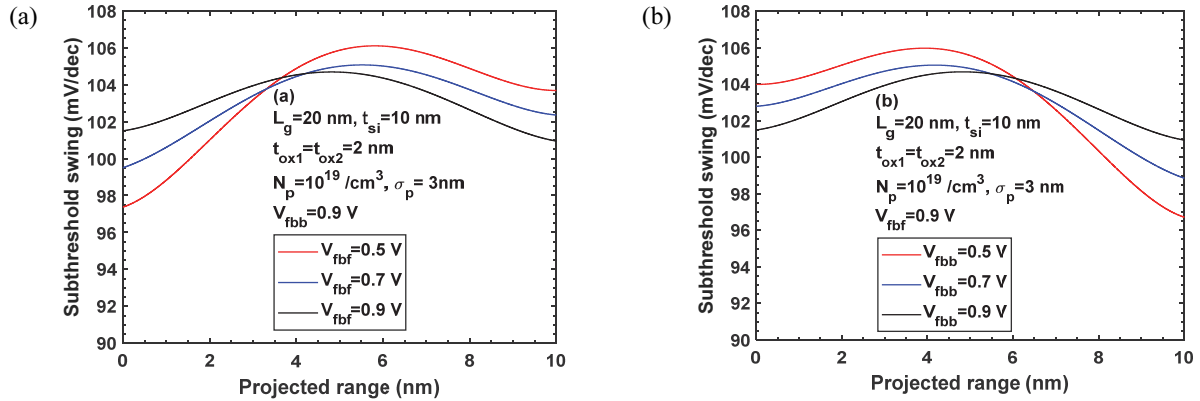 (a)
Subthreshold swing (mV/dec)
108
106
104
102
100
98
96
94
92
90
(a)
L_g=20 nm, t_si=10 nm
t_ox1=t_ox2=2 nm
N_p=10^19 /cm^3, σ_p= 3nm
V_fbb=0.9 V
V_fbf=0.5 V
V_fbf=0.7 V
V_fbf=0.9 V
0 2 4 6 8 10
Projected range (nm)
(b)
Subthreshold swing (mV/dec)
108
106
104
102
100
98
96
94
92
90
(b)
L_g=20 nm, t_si=10 nm
t_ox1=t_ox2=2 nm
N_p=10^19 /cm^3, σ_p=3 nm
V_fbf=0.9 V
V_fbb=0.5 V
V_fbb=0.7 V
V_fbb=0.9 V
0 2 4 6 8 10
Projected range (nm)